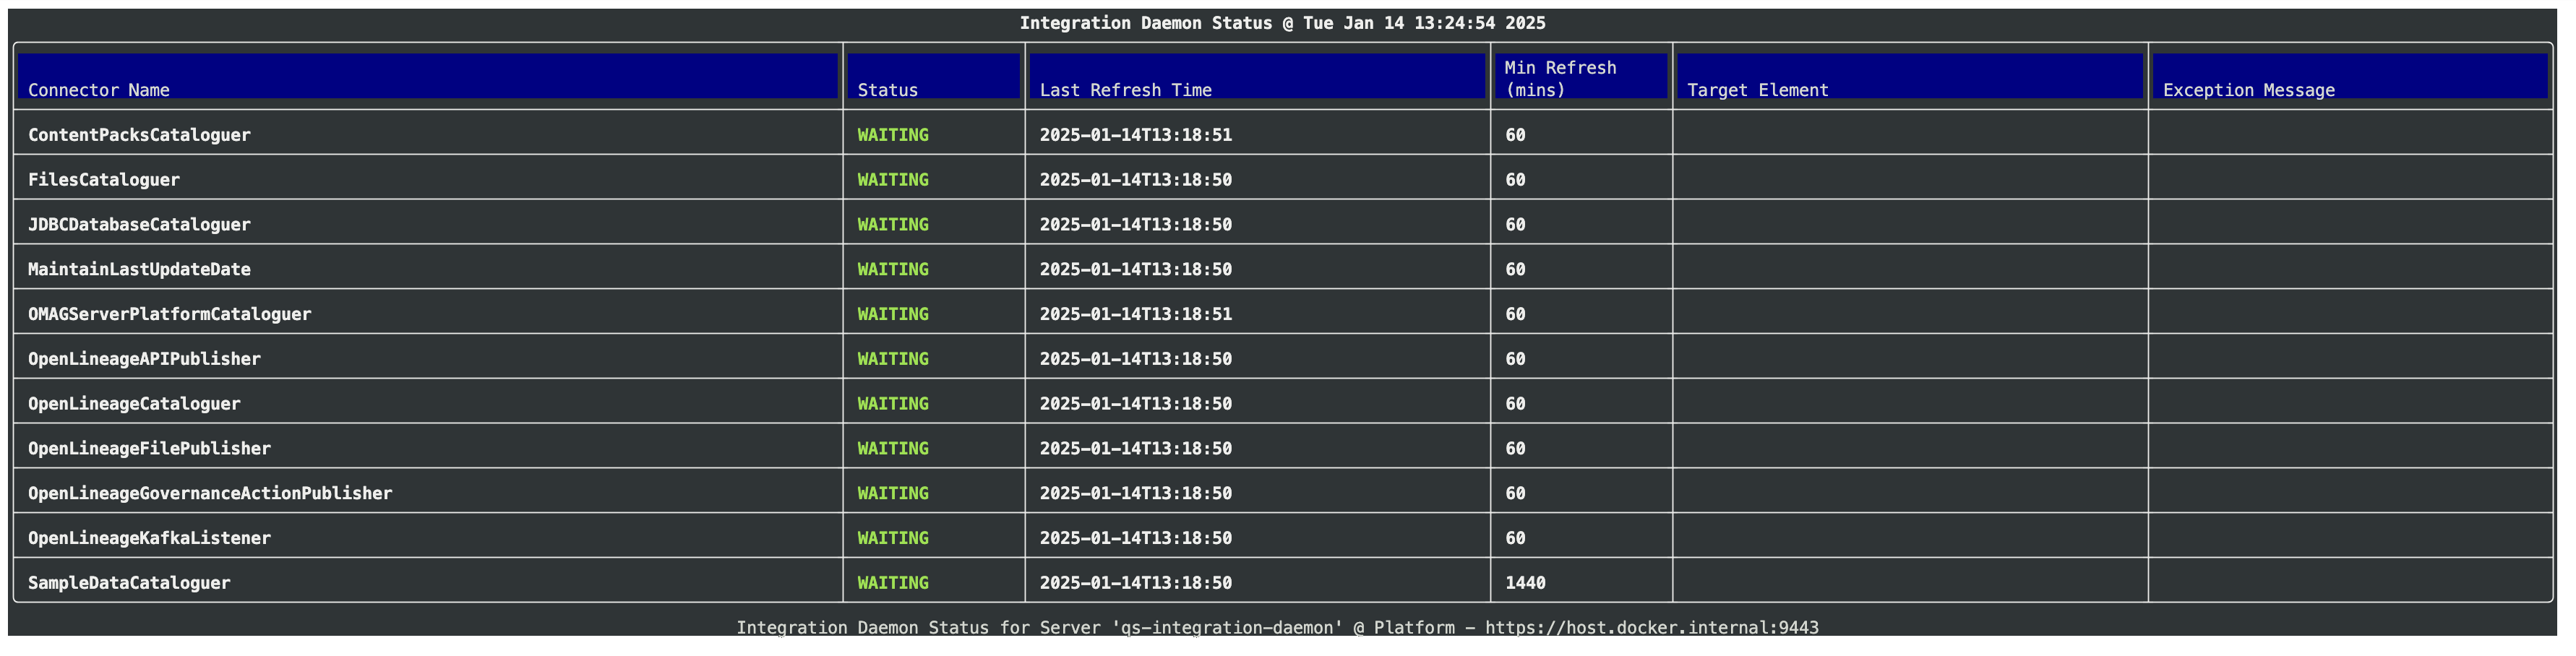 Integration Daemon Status @ Tue Jan 14 13:24:54 2025
Connector Name Status Last Refresh Time Min Refresh (mins) Target Element Exception Message
ContentPacksCataloguer WAITING 2025-01-14T13:18:51 60
FilesCataloguer WAITING 2025-01-14T13:18:50 60
JDBCDatabaseCataloguer WAITING 2025-01-14T13:18:50 60
MaintainLastUpdateDate WAITING 2025-01-14T13:18:50 60
OMAGServerPlatformCataloguer WAITING 2025-01-14T13:18:51 60
OpenLineageAPIPublisher WAITING 2025-01-14T13:18:50 60
OpenLineageCataloguer WAITING 2025-01-14T13:18:50 60
OpenLineageFilePublisher WAITING 2025-01-14T13:18:50 60
OpenLineageGovernanceActionPublisher WAITING 2025-01-14T13:18:50 60
OpenLineageKafkaListener WAITING 2025-01-14T13:18:50 60
SampleDataCataloguer WAITING 2025-01-14T13:18:50 1440
Integration Daemon Status for Server 'qs-integration-daemon' @ Platform - https://host.docker.internal:9443